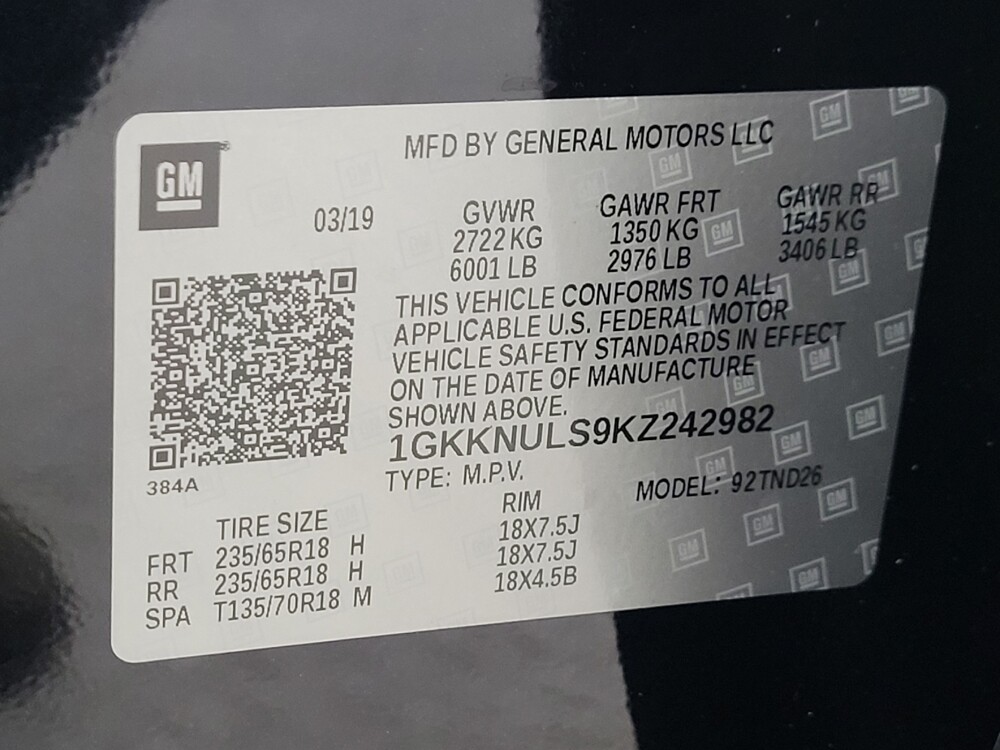 MFD BY GENERAL MOTORS LLC
GM
03/19
GVWR GAWR FRT GAWR RR
2722 KG 1350 KG 1545 KG
6001 LB 2976 LB 3406 LB
THIS VEHICLE CONFORMS TO ALL
APPLICABLE U.S. FEDERAL MOTOR
VEHICLE SAFETY STANDARDS IN EFFECT
ON THE DATE OF MANUFACTURE
SHOWN ABOVE.
1GKKNULS9KZ242982
TYPE: M.P.V. MODEL: 92TND26
384A
TIRE SIZE RIM
FRT 235/65R18 H 18X7.5J
RR 235/65R18 H 18X7.5J
SPA T135/70R18 M 18X4.5B